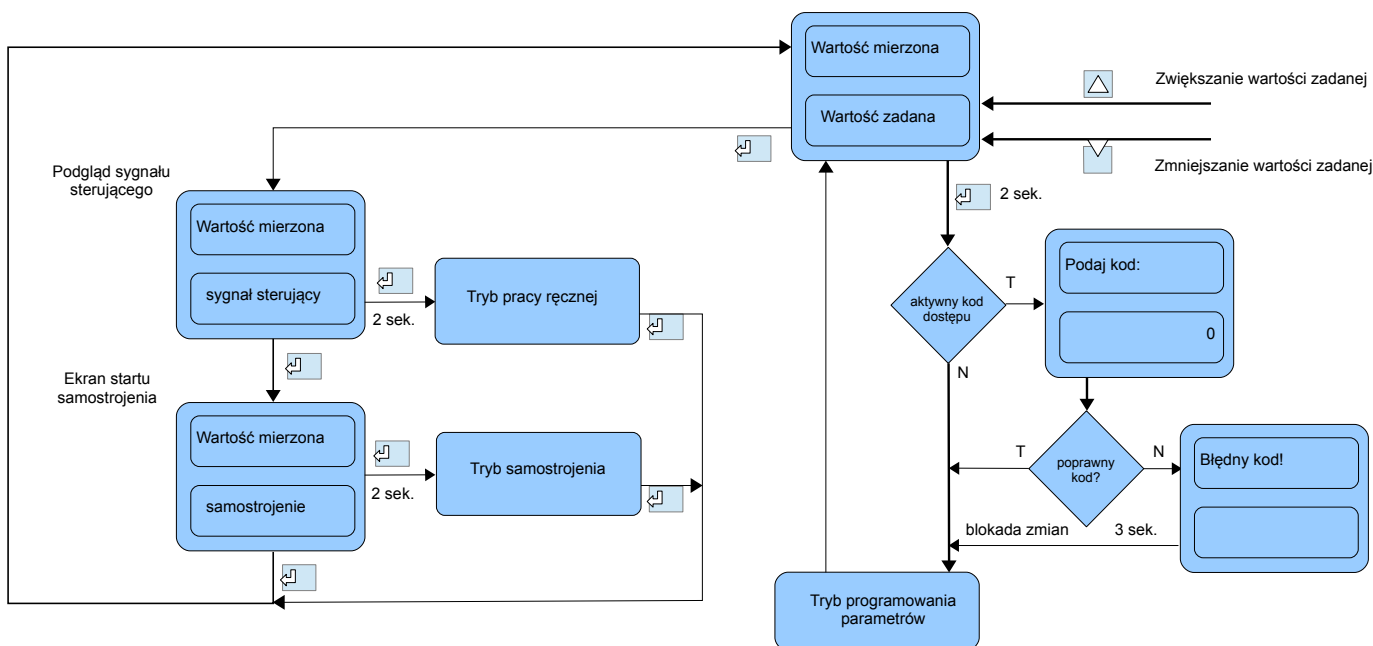 Wartość mierzona
Wartość zadana
Zwiększanie wartości zadanej
Zmniejszanie wartości zadanej
Podgląd sygnału
sterującego
2 sek.
Wartość mierzona
sygnał sterujący
2 sek.
Tryb pracy ręcznej
aktywny kod
dostępu
T
N
Podaj kod:
0
Ekran startu
samostrojenia
Wartość mierzona
samostrojenie
2 sek.
Tryb samostrojenia
T
poprawny
kod?
N
Błędny kod!
blokada zmian
3 sek.
Tryb programowania
parametrów